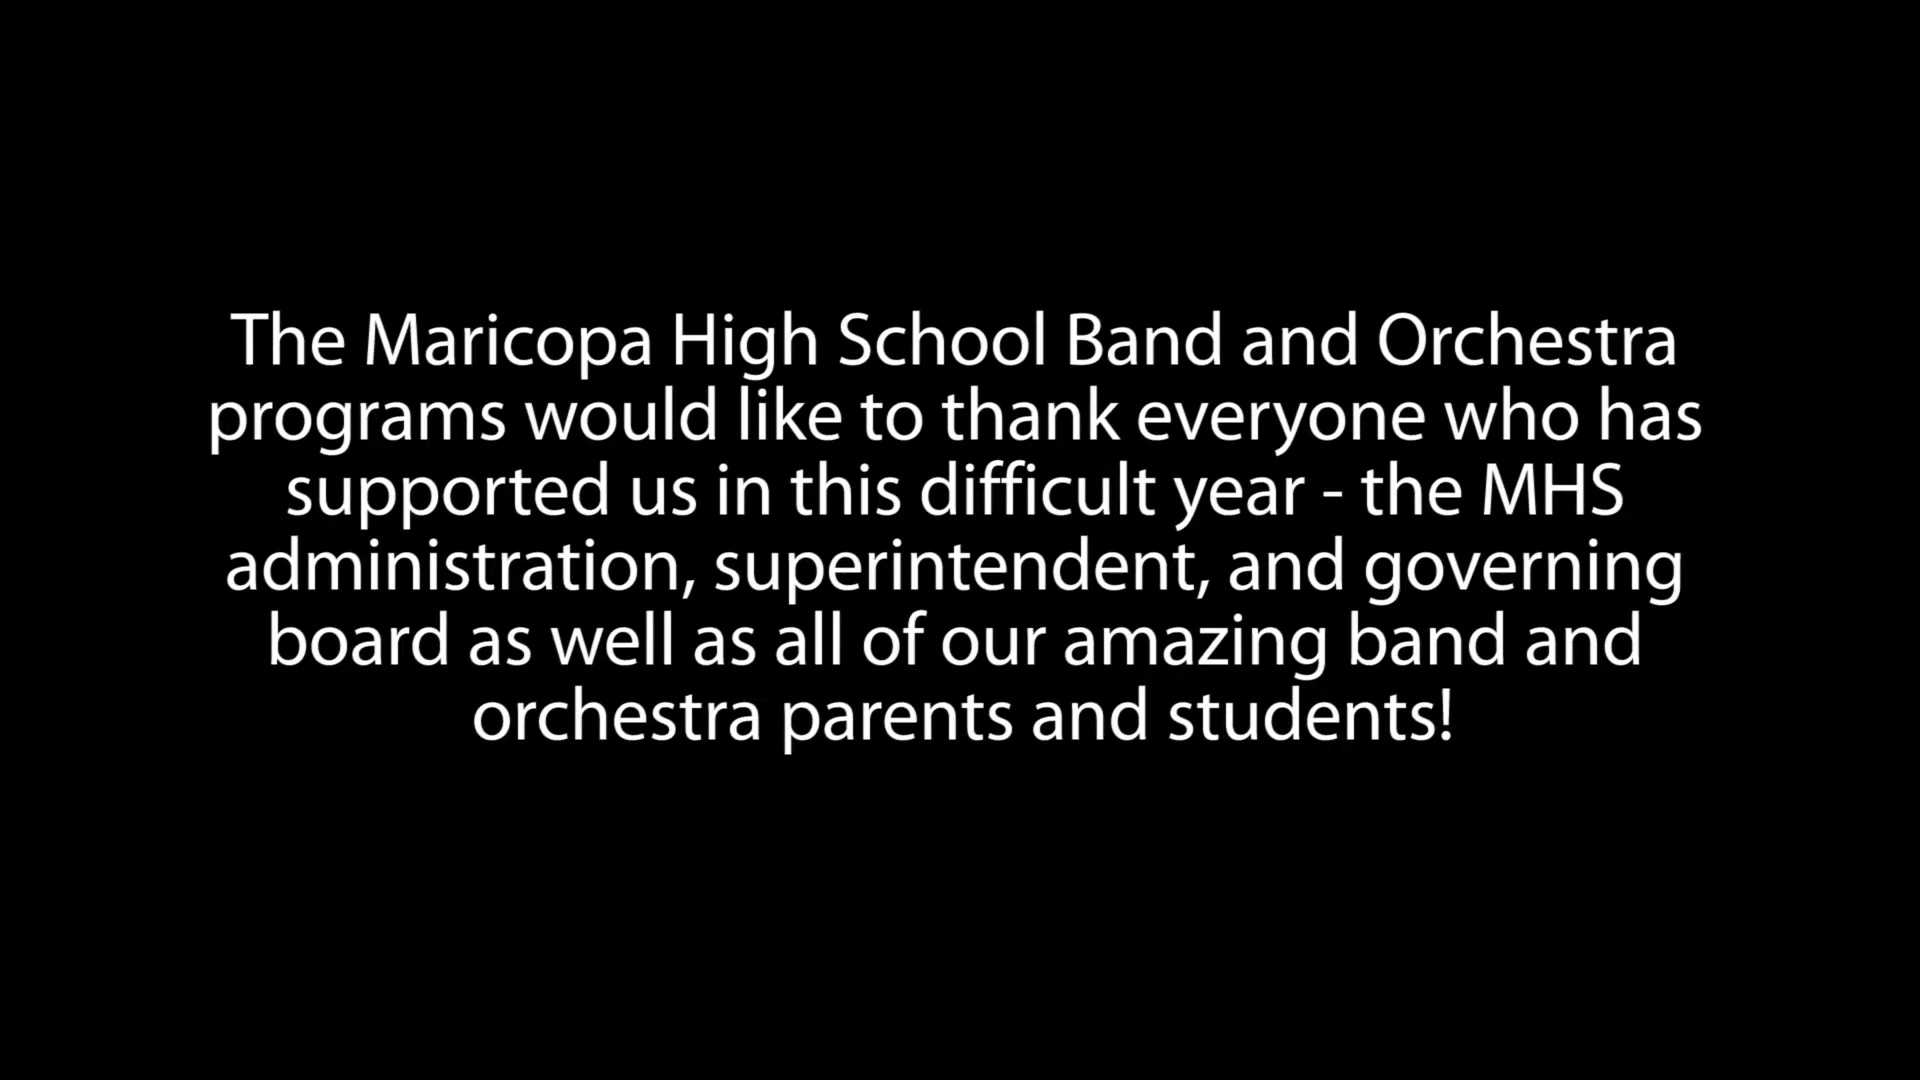 The Maricopa High School Band and Orchestra
programs would like to thank everyone who has
supported us in this difficult year - the MHS
administration, superintendent, and governing
board as well as all of our amazing band and
orchestra parents and students!